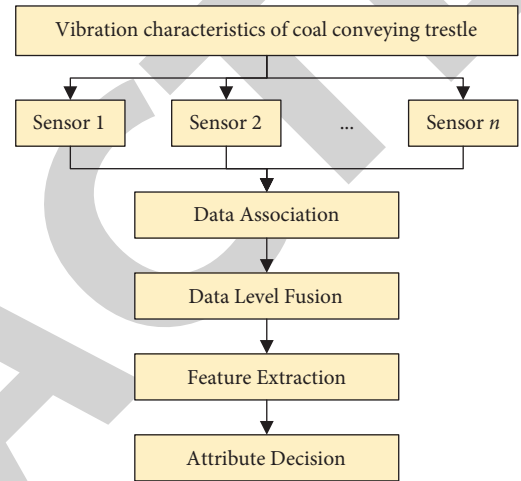 Vibration characteristics of coal conveying trestle
Sensor 1
Sensor 2
...
Sensor n
Data Association
Data Level Fusion
Feature Extraction
Attribute Decision